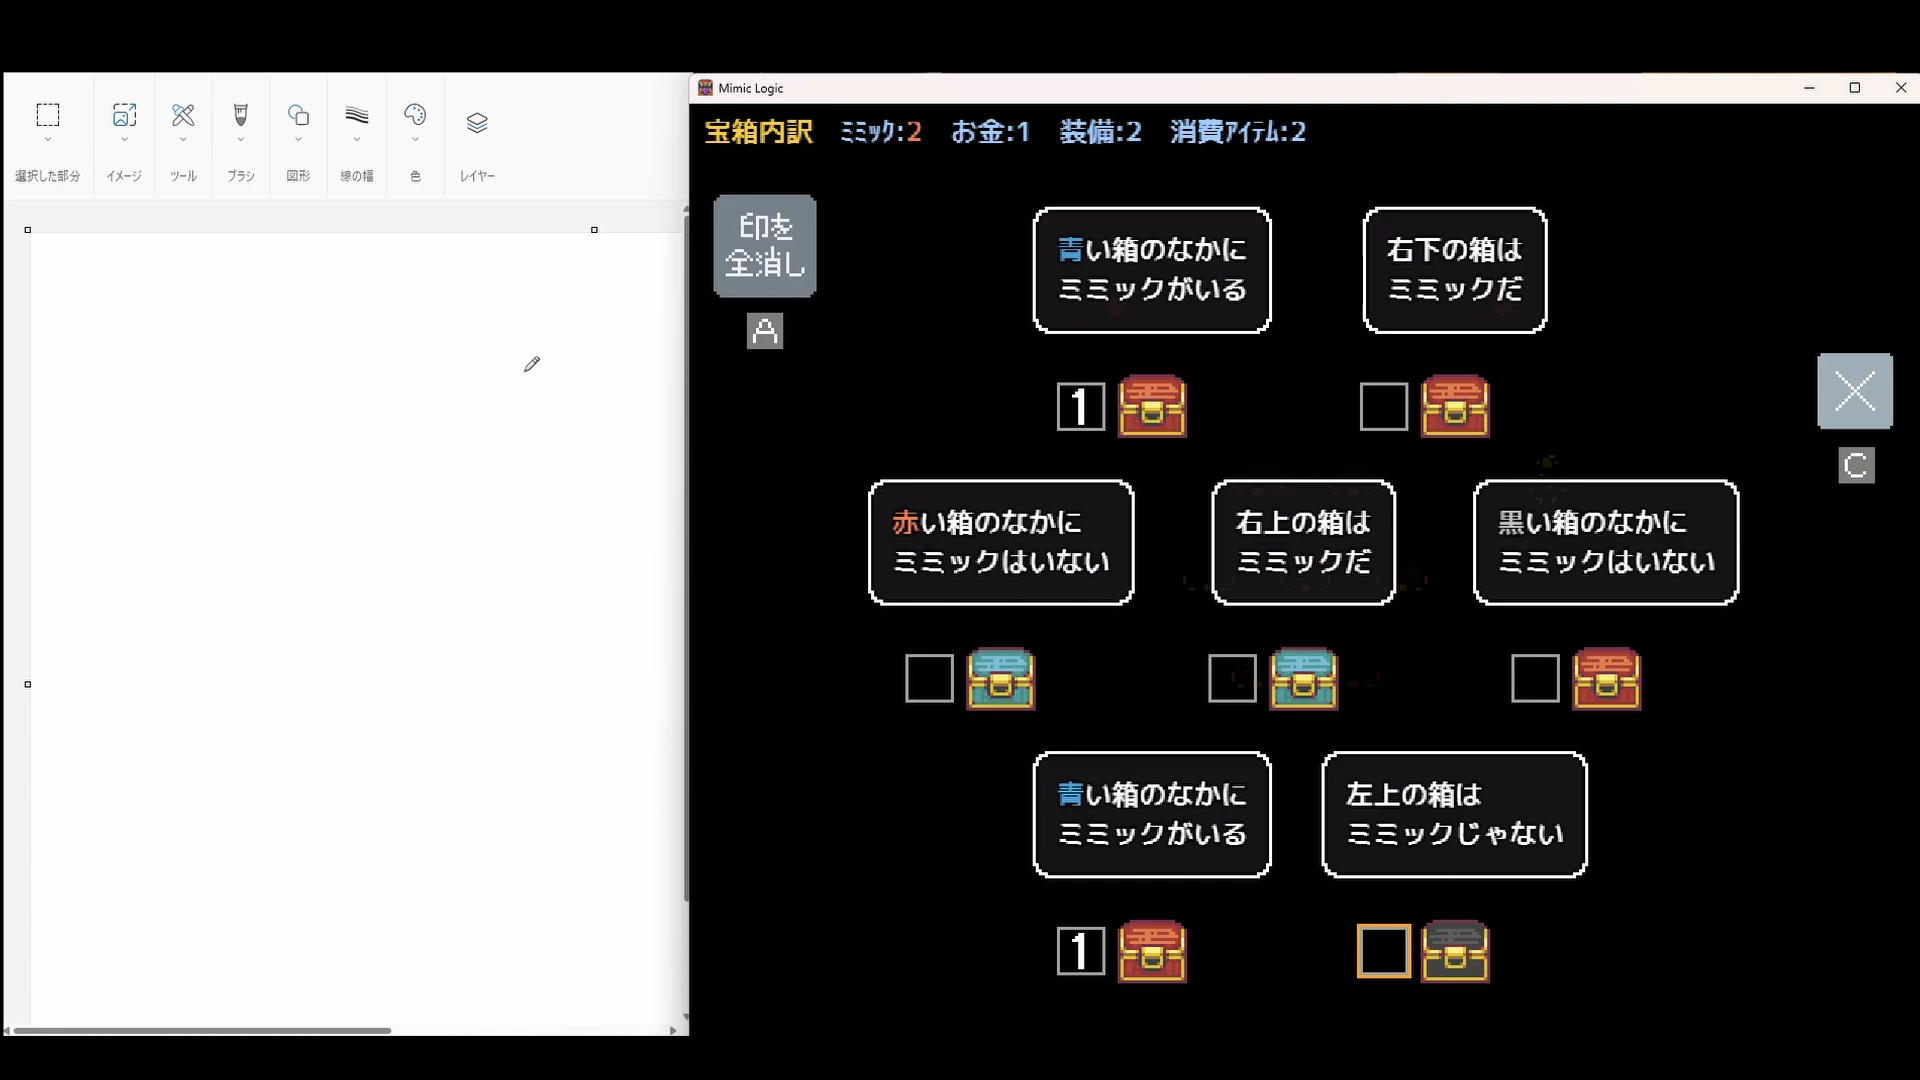 Mimic Logic
選択した部分 イメージ ツール ブラシ 図形 線の幅 色 レイヤー
宝箱内訳 ミミック:2 お金:1 装備:2 消費アイテム:2
印を
全消し
A
青い箱のなかに
ミミックがいる
右下の箱は
ミミックだ
1
C
赤い箱のなかに
ミミックはいない
右上の箱は
ミミックだ
黒い箱のなかに
ミミックはいない
青い箱のなかに
ミミックがいる
左上の箱は
ミミックじゃない
1